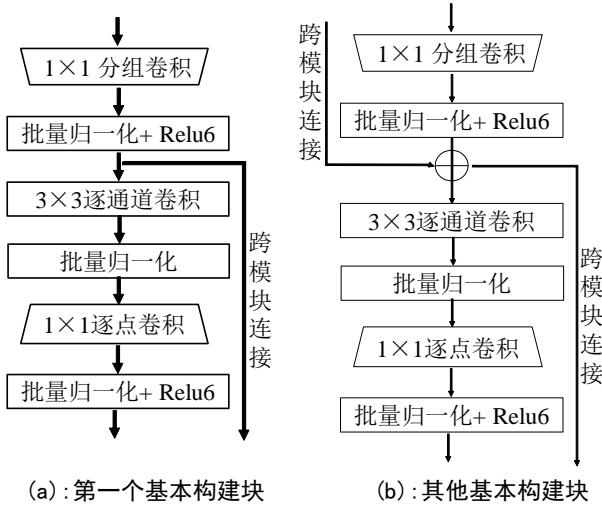 1×1 分组卷积
批量归一化+ Relu6
3×3逐通道卷积
批量归一化
1×1逐点卷积
批量归一化+ Relu6
跨模块连接
(a):第一个基本构建块
跨模块连接
1×1 分组卷积
批量归一化+ Relu6
3×3逐通道卷积
批量归一化
1×1逐点卷积
批量归一化+ Relu6
跨模块连接
(b):其他基本构建块